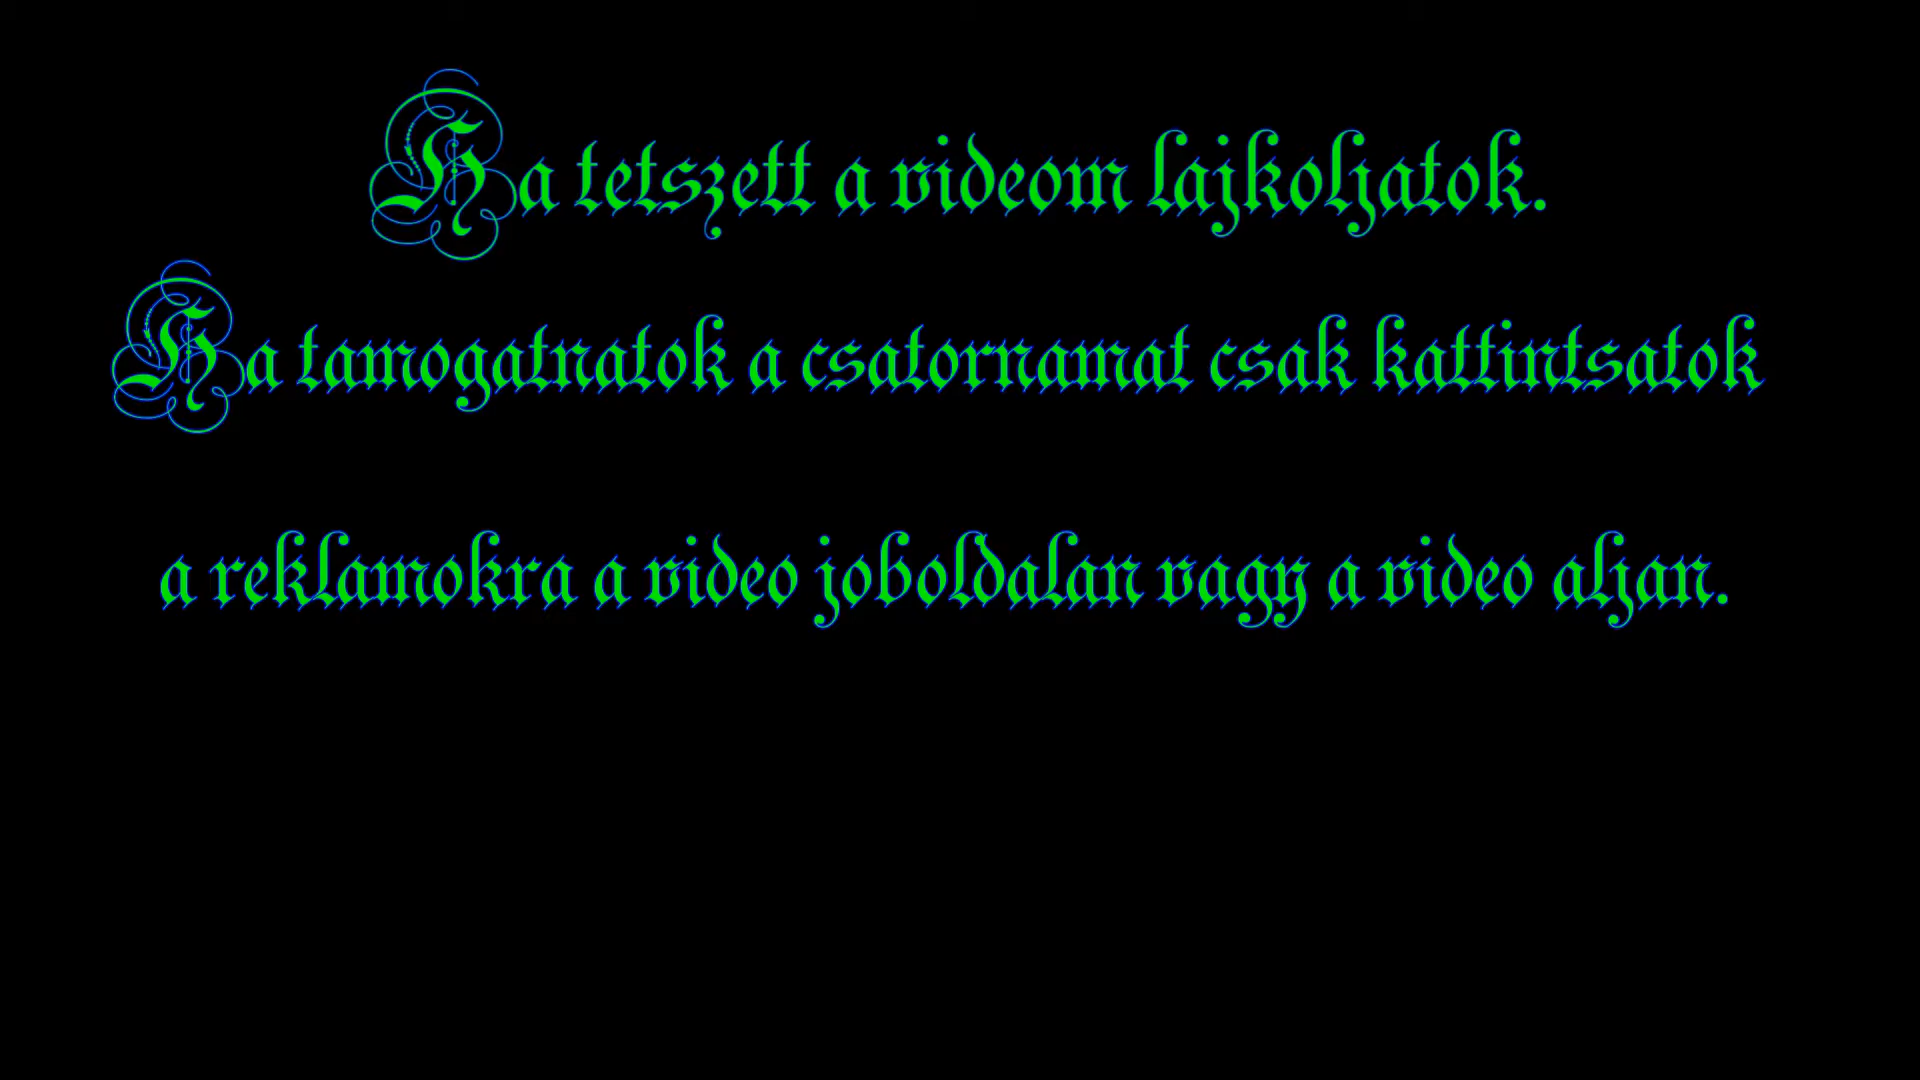 Ha tetszett a videom lajkoljatok.
Ha tamogatnatok a csatornamat csak kattintsatok
a reklamokra a video joboldalan vagy a video aljan.